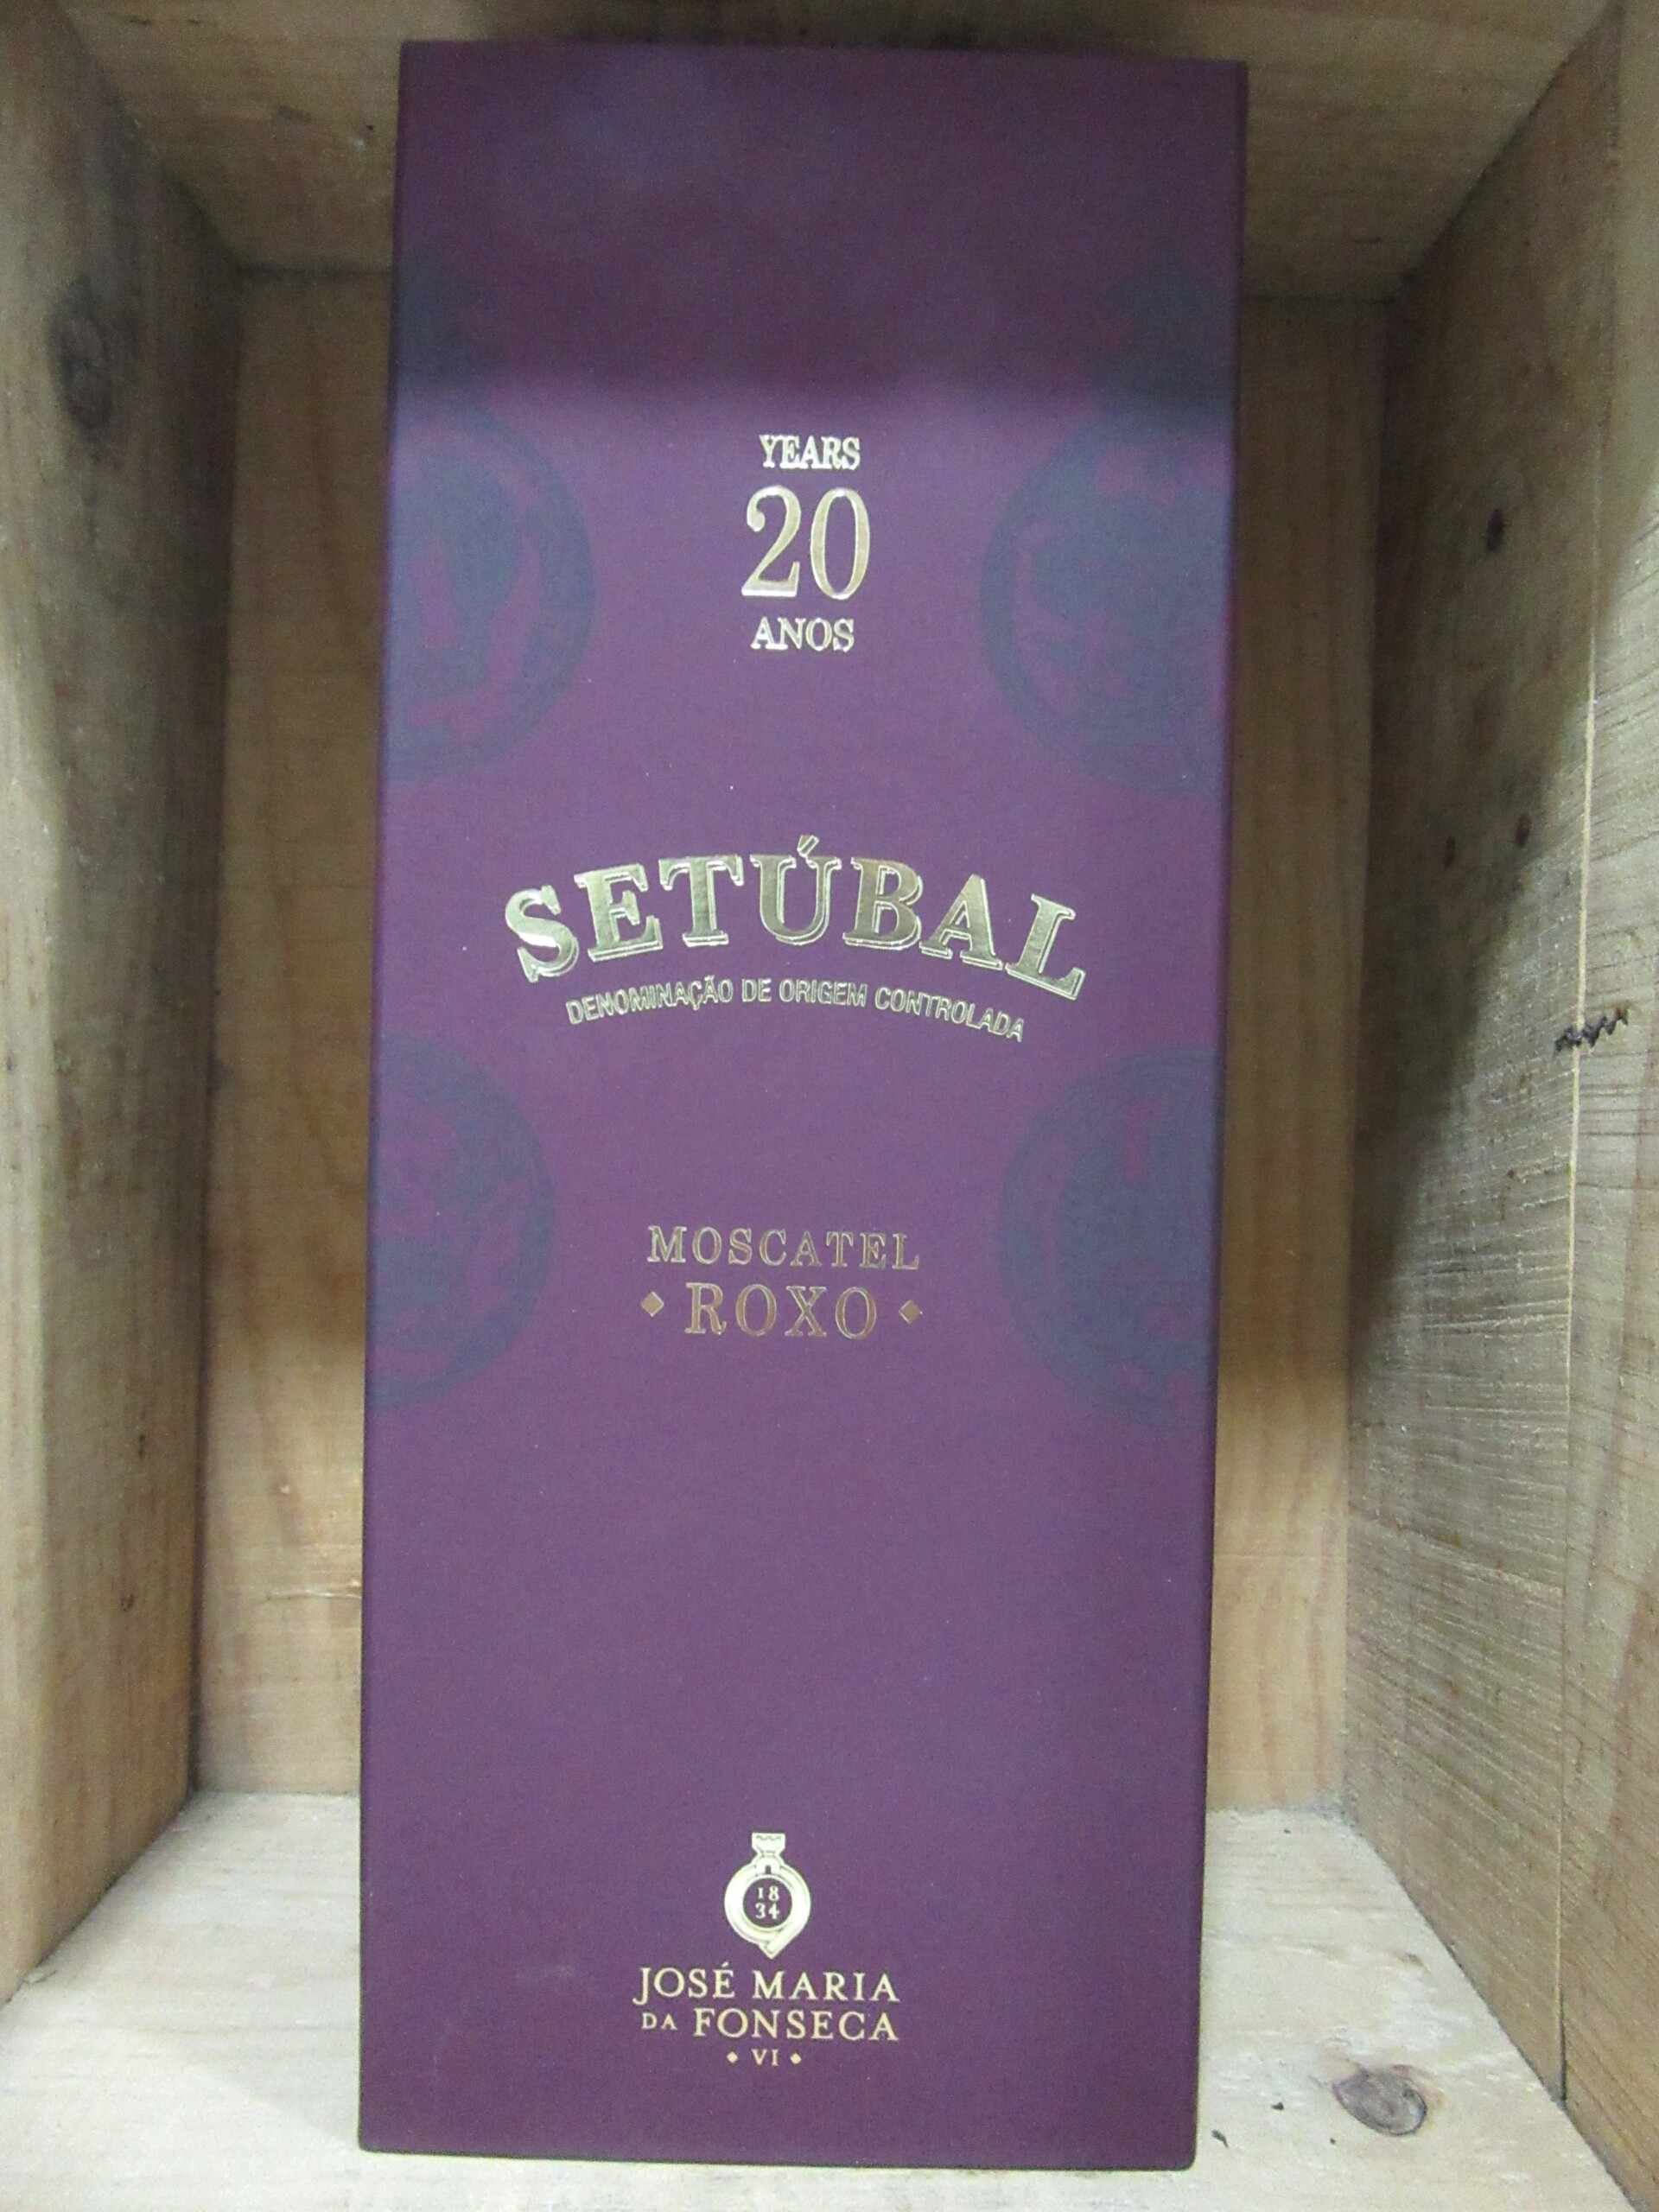 YEARS
20
ANOS
SETÚBAL
DENOMINAÇÃO DE ORIGEM CONTROLADA
MOSCATEL
ROXO
18
34
JOSÉ MARIA
DA FONSECA
VI